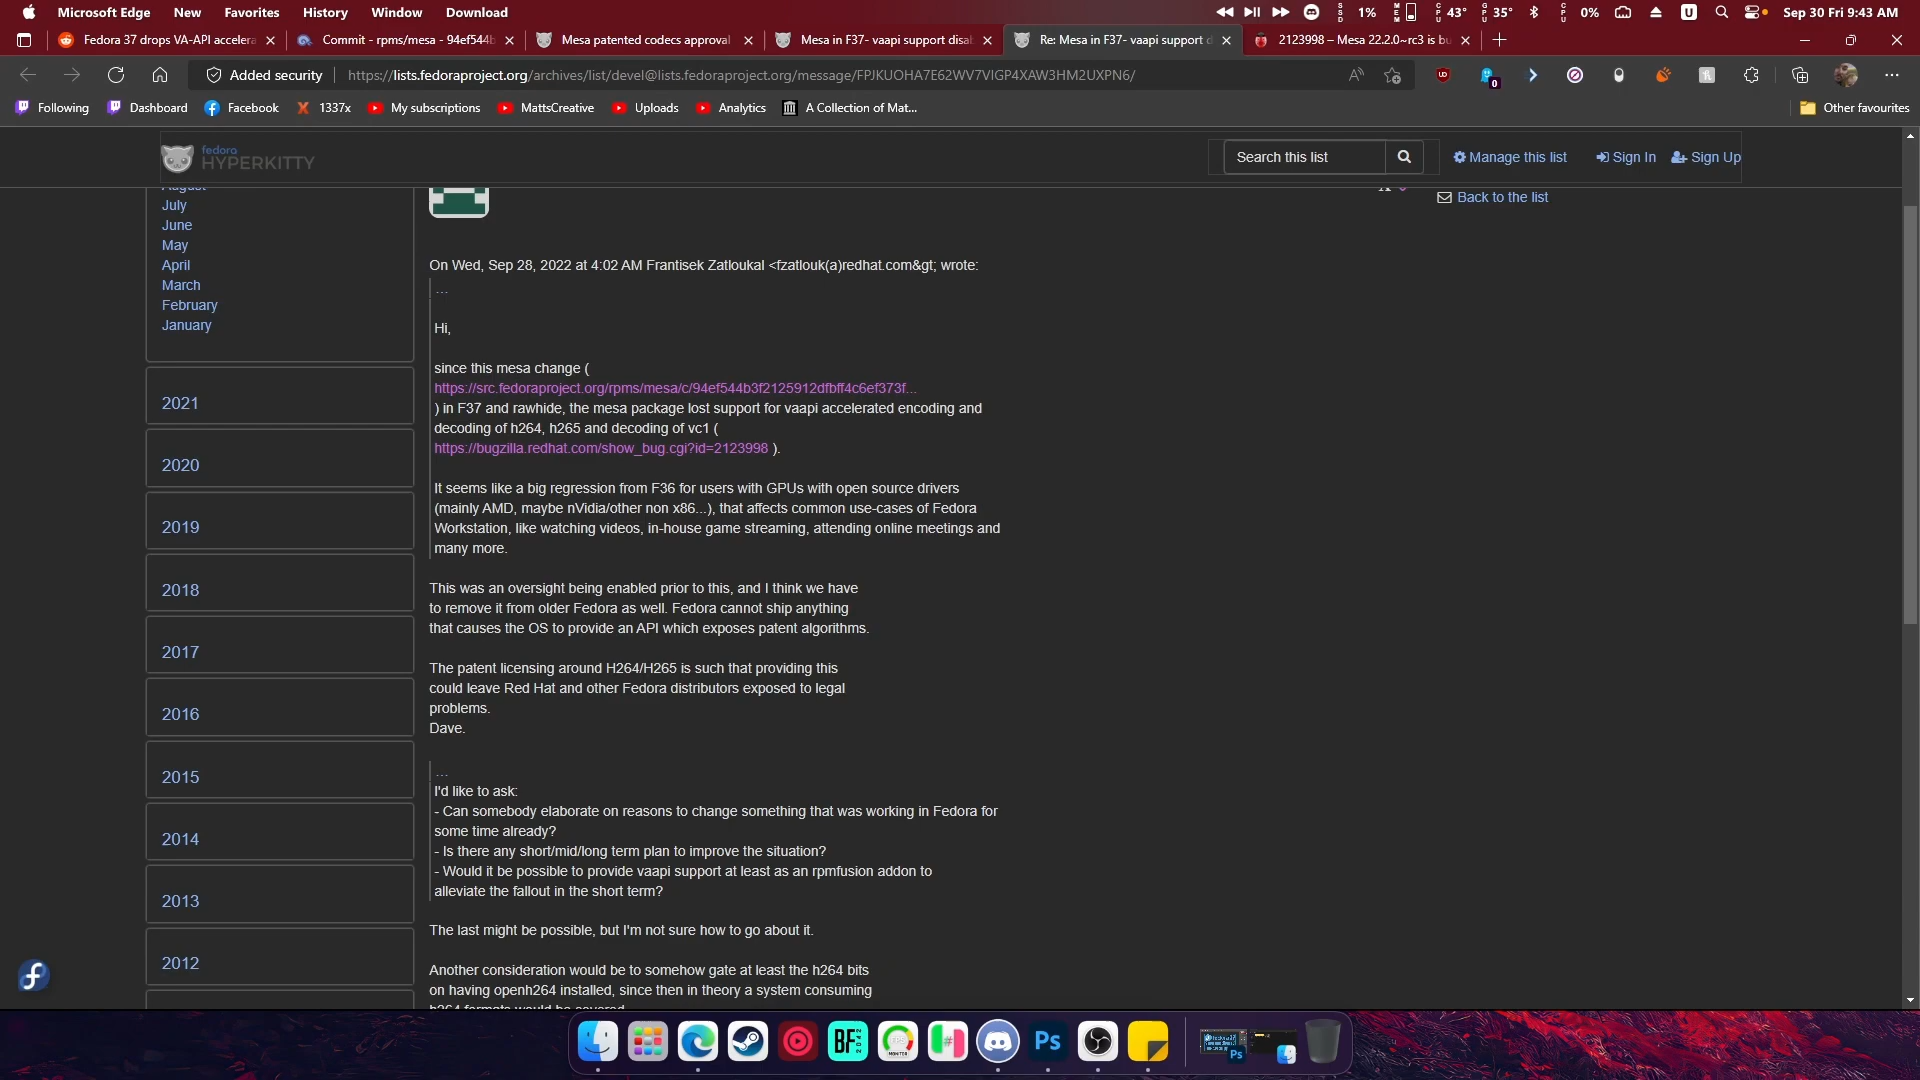 Microsoft Edge New Favorites History Window Download
SSD 1% MEM CPU 43° GPU 35° CPU 0% U Sep 30 Fri 9:43 AM
Fedora 37 drops VA-API accelera
Commit - rpms/mesa - 94ef544b
Mesa patented codecs approval
Mesa in F37- vaapi support disa
Re: Mesa in F37- vaapi support d
2123998 – Mesa 22.2.0~rc3 is bu
Added security https://lists.fedoraproject.org/archives/list/devel@lists.fedoraproject.org/message/FPJKUOHA7E62WV7VIGP4XAW3HM2UXPN6/
Following Dashboard Facebook 1337x My subscriptions MattsCreative Uploads Analytics A Collection of Mat... Other favourites
fedora
HYPERKITTY
Search this list Manage this list Sign In Sign Up
Back to the list
August
July
June
May
April
March
February
January
2021
2020
2019
2018
2017
2016
2015
2014
2013
2012
On Wed, Sep 28, 2022 at 4:02 AM Frantisek Zatloukal <fzatlouk(a)redhat.com&gt; wrote:
...
Hi,
since this mesa change (
https://src.fedoraproject.org/rpms/mesa/c/94ef544b3f2125912dfbff4c6ef373f...
) in F37 and rawhide, the mesa package lost support for vaapi accelerated encoding and
decoding of h264, h265 and decoding of vc1 (
https://bugzilla.redhat.com/show_bug.cgi?id=2123998 ).
It seems like a big regression from F36 for users with GPUs with open source drivers
(mainly AMD, maybe nVidia/other non x86...), that affects common use-cases of Fedora
Workstation, like watching videos, in-house game streaming, attending online meetings and
many more.
This was an oversight being enabled prior to this, and I think we have
to remove it from older Fedora as well. Fedora cannot ship anything
that causes the OS to provide an API which exposes patent algorithms.
The patent licensing around H264/H265 is such that providing this
could leave Red Hat and other Fedora distributors exposed to legal
problems.
Dave.
...
I'd like to ask:
- Can somebody elaborate on reasons to change something that was working in Fedora for
some time already?
- Is there any short/mid/long term plan to improve the situation?
- Would it be possible to provide vaapi support at least as an rpmfusion addon to
alleviate the fallout in the short term?
The last might be possible, but I'm not sure how to go about it.
Another consideration would be to somehow gate at least the h264 bits
on having openh264 installed, since then in theory a system consuming
h264 formats would be covered
BF
2042
MONITOR
#
Ps
Ps